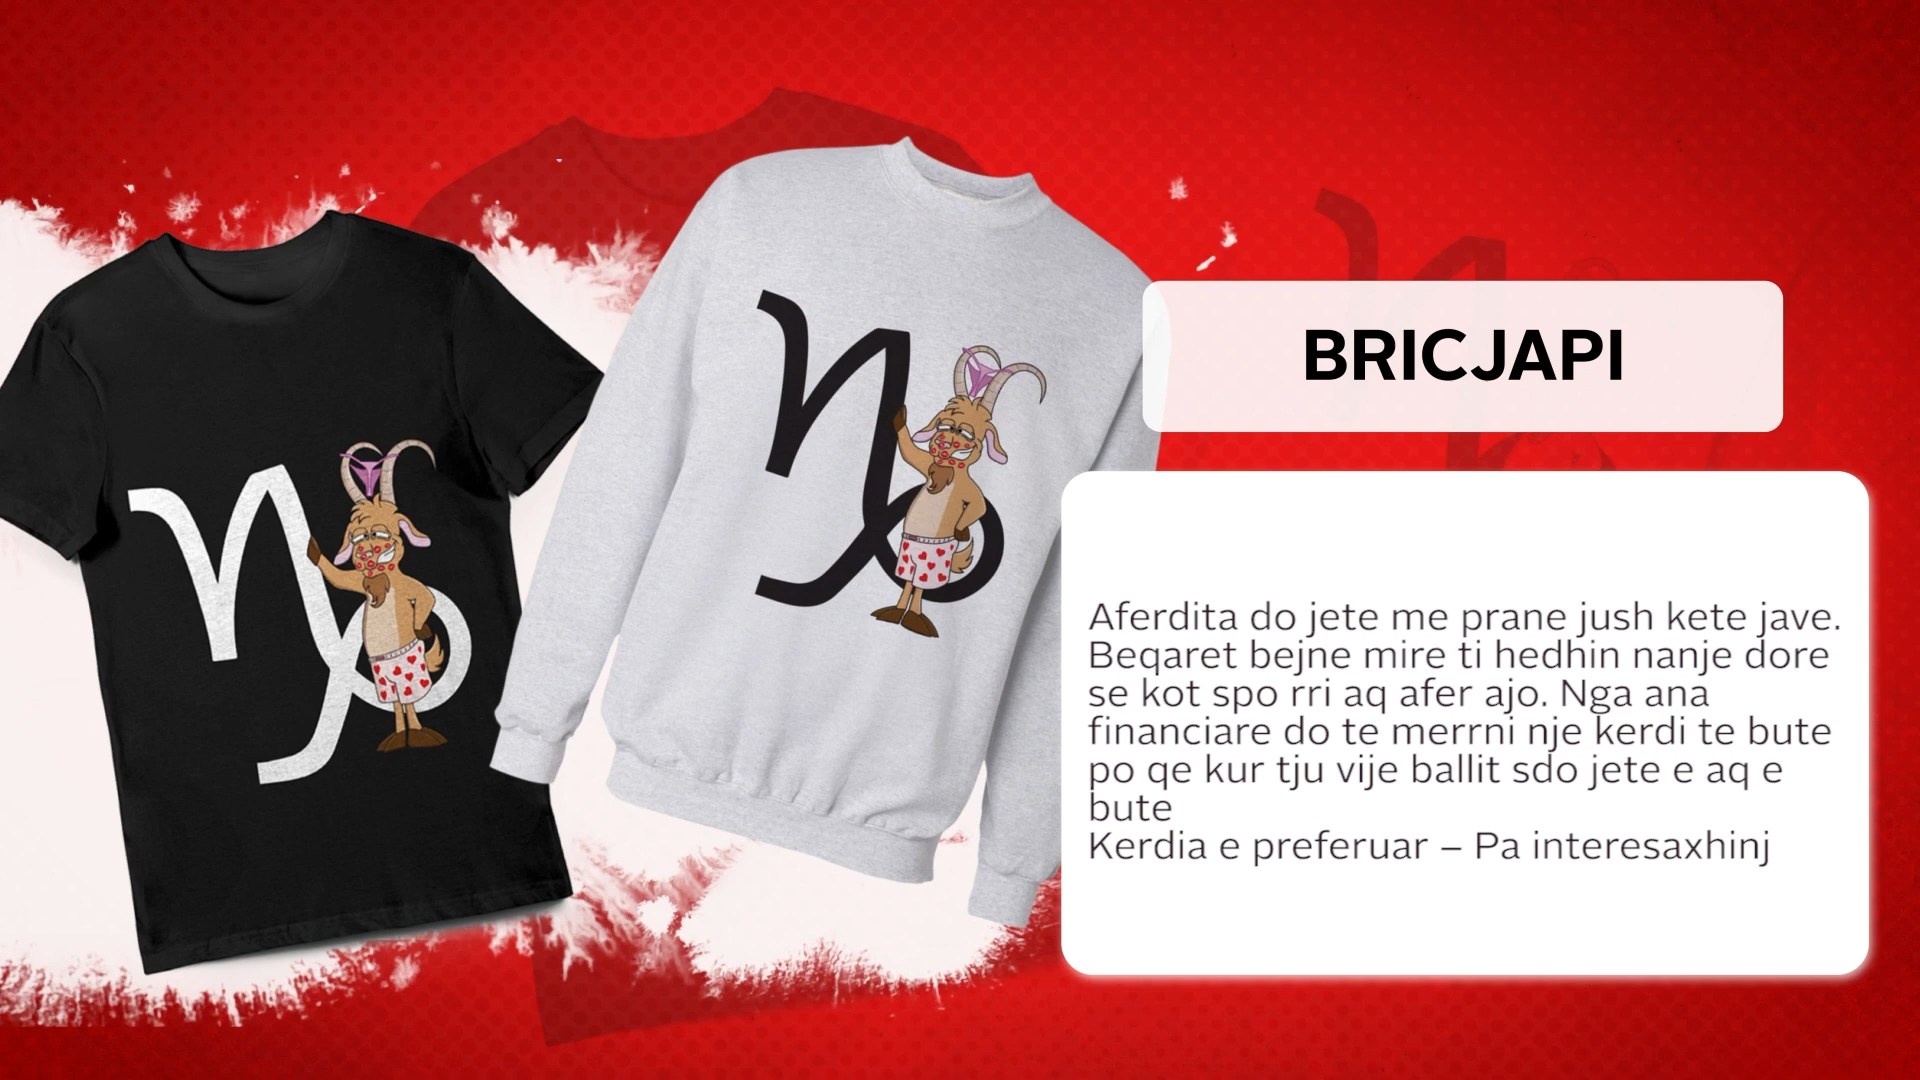 BRICJAPI
Aferdita do jete me prane jush kete jave.
Beqaret bejne mire ti hedhin nanje dore
se kot spo rri aq afer ajo. Nga ana
financiare do te merrni nje kerdi te bute
po qe kur tju vije ballit sdo jete e aq e
bute
Kerdia e preferuar – Pa interesaxhinj